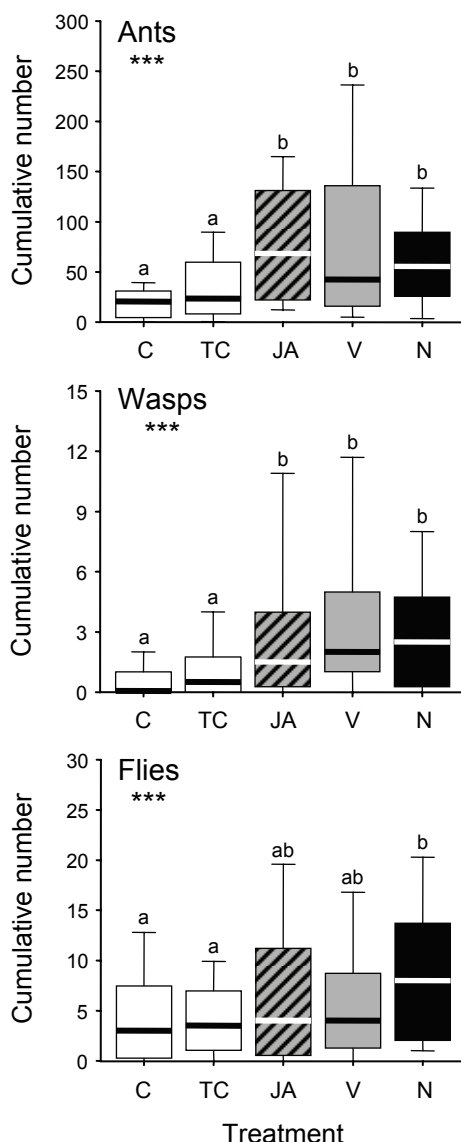 Ants
***
Cumulative number
300
250
200
150
100
50
0
a
a
b
b
b
C TC JA V N
Wasps
***
Cumulative number
15
12
9
6
3
0
a
a
b
b
b
C TC JA V N
Flies
***
Cumulative number
30
25
20
15
10
5
0
a
a
ab
ab
b
C TC JA V N
Treatment